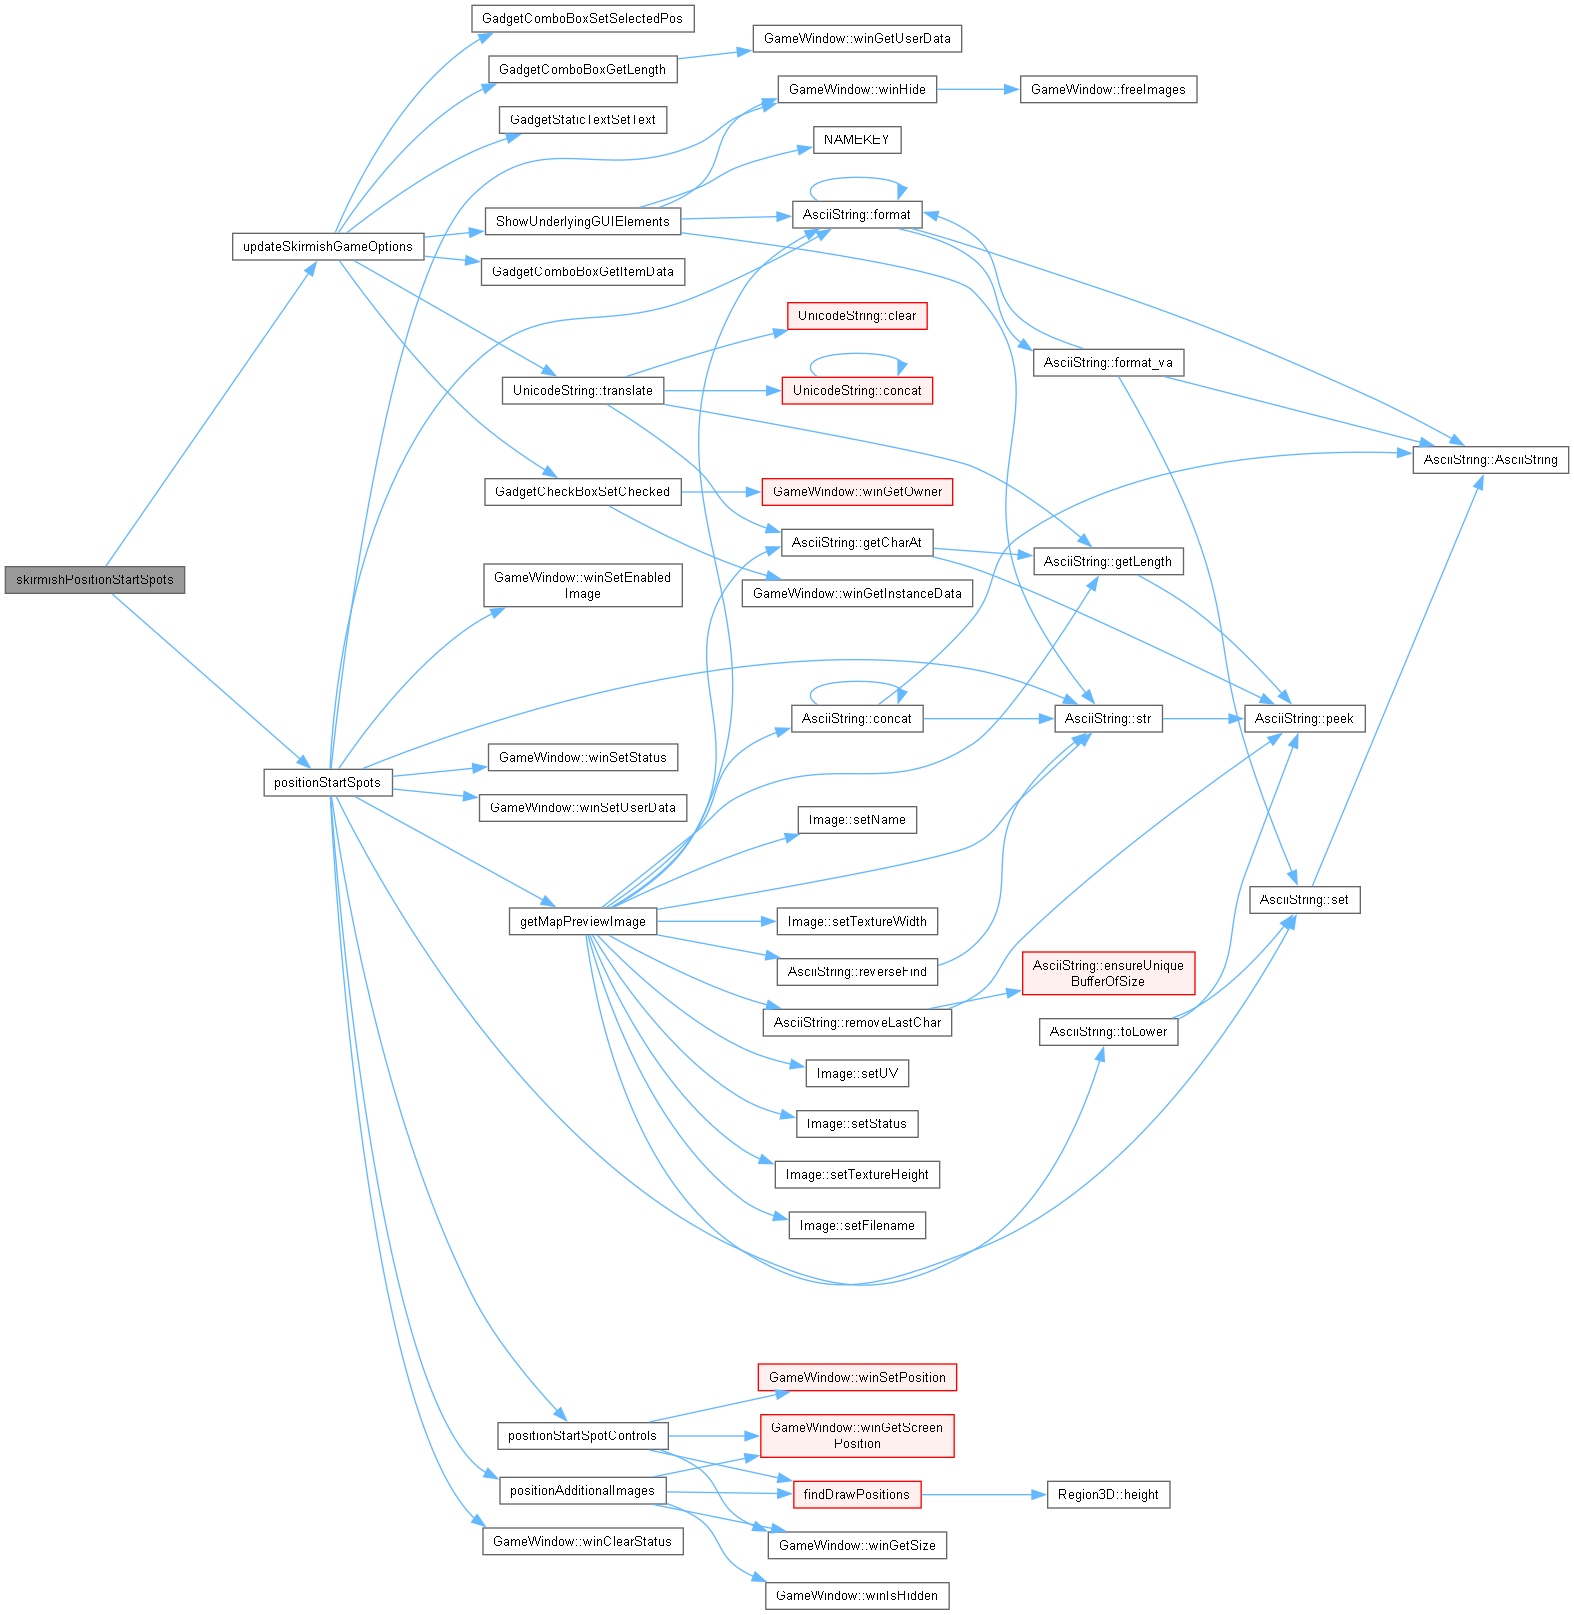 GadgetComboBoxSetSelectedPos
GameWindow::winGetUserData
GadgetComboBoxGetLength
GameWindow::winHide
GameWindow::freeImages
GadgetStaticTextSetText
NAMEKEY
AsciiString::format
ShowUnderlyingGUIElements
updateSkirmishGameOptions
GadgetComboBoxGetItemData
UnicodeString::clear
AsciiString::format_va
UnicodeString::translate
UnicodeString::concat
AsciiString::AsciiString
GadgetCheckBoxSetChecked
GameWindow::winGetOwner
AsciiString::getCharAt
AsciiString::getLength
skirmishPositionStartSpots
GameWindow::winSetEnabled
Image
GameWindow::winGetInstanceData
AsciiString::concat
AsciiString::str
AsciiString::peek
GameWindow::winSetStatus
positionStartSpots
GameWindow::winSetUserData
Image::setName
AsciiString::set
getMapPreviewImage
Image::setTextureWidth
AsciiString::reverseFind
AsciiString::ensureUnique
BufferOfSize
AsciiString::removeLastChar
AsciiString::toLower
Image::setUV
Image::setStatus
Image::setTextureHeight
Image::setFilename
GameWindow::winSetPosition
positionStartSpotControls
GameWindow::winGetScreen
Position
positionAdditionalImages
findDrawPositions
Region3D::height
GameWindow::winClearStatus
GameWindow::winGetSize
GameWindow::winIsHidden